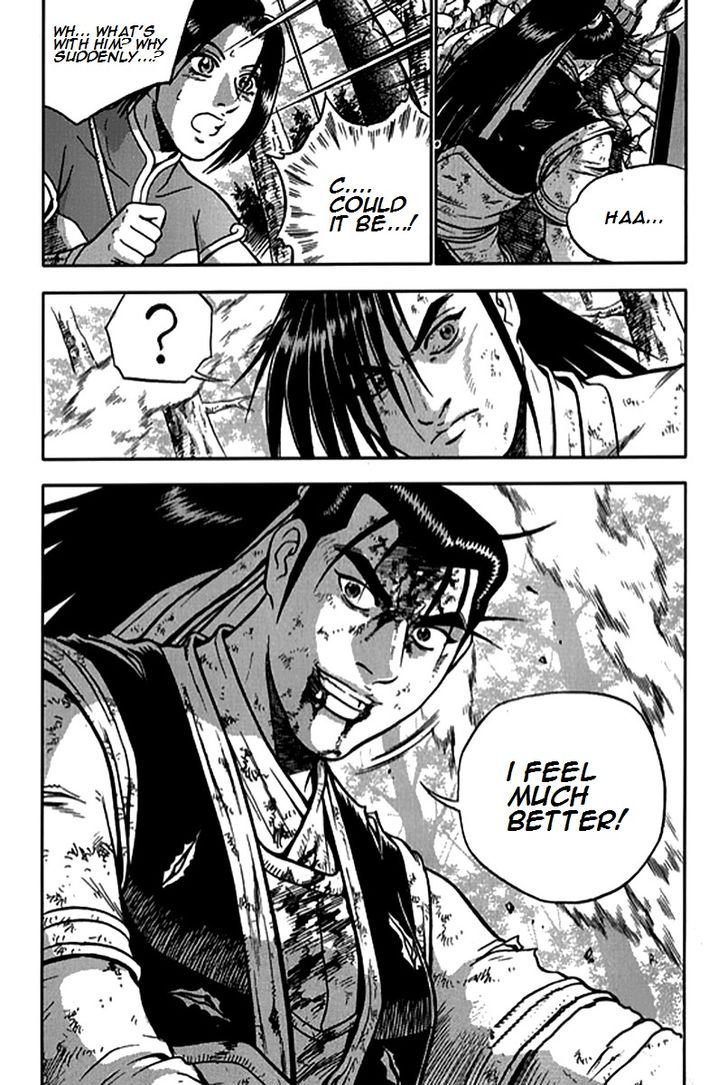 WH... WHAT'S
WITH HIM? WHY
SUDDENLY...?
C....
COULD
IT BE...!
HAA...
?
I FEEL
MUCH
BETTER!